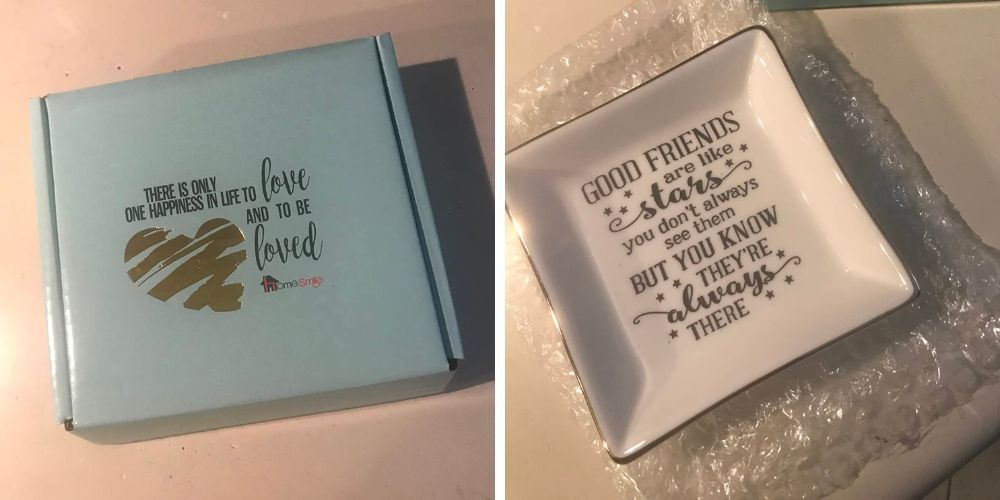 THERE IS ONLY
ONE HAPPINESS IN LIFE TO love
AND TO BE
loved
HomeSmile
GOOD FRIENDS
are like
stars
you don't always
see them
BUT YOU KNOW
THEY'RE
always
THERE